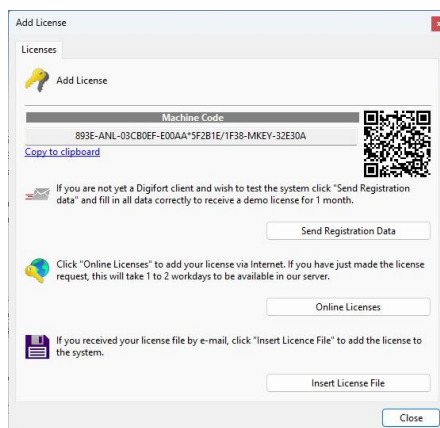 Add License
Licenses
Add License
Machine Code
893E-ANL-03CB0EF-E00AA*5F2B1E/1F38-MKEY-32E30A
Copy to clipboard
If you are not yet a Digifort client and wish to test the system click "Send Registration
data" and fill in all data correctly to receive a demo license for 1 month.
Send Registration Data
Click "Online Licenses" to add your license via Internet. If you have just made the license
request, this will take 1 to 2 workdays to be available in our server.
Online Licenses
If you received your license file by e-mail, click "Insert Licence File" to add the license to
the system.
Insert License File
Close